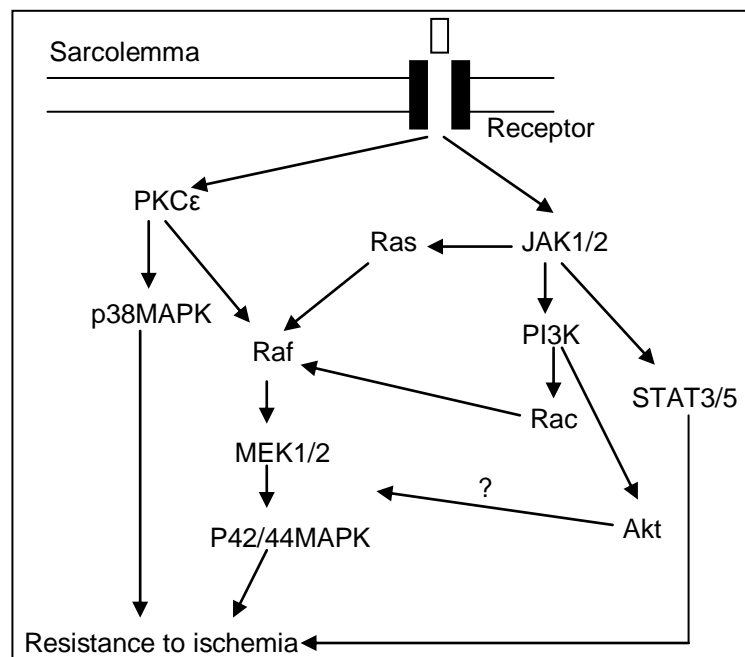 Sarcolemma
Receptor
PKCε
Ras
JAK1/2
p38MAPK
Raf
PI3K
STAT3/5
Rac
MEK1/2
?
P42/44MAPK
Akt
Resistance to ischemia